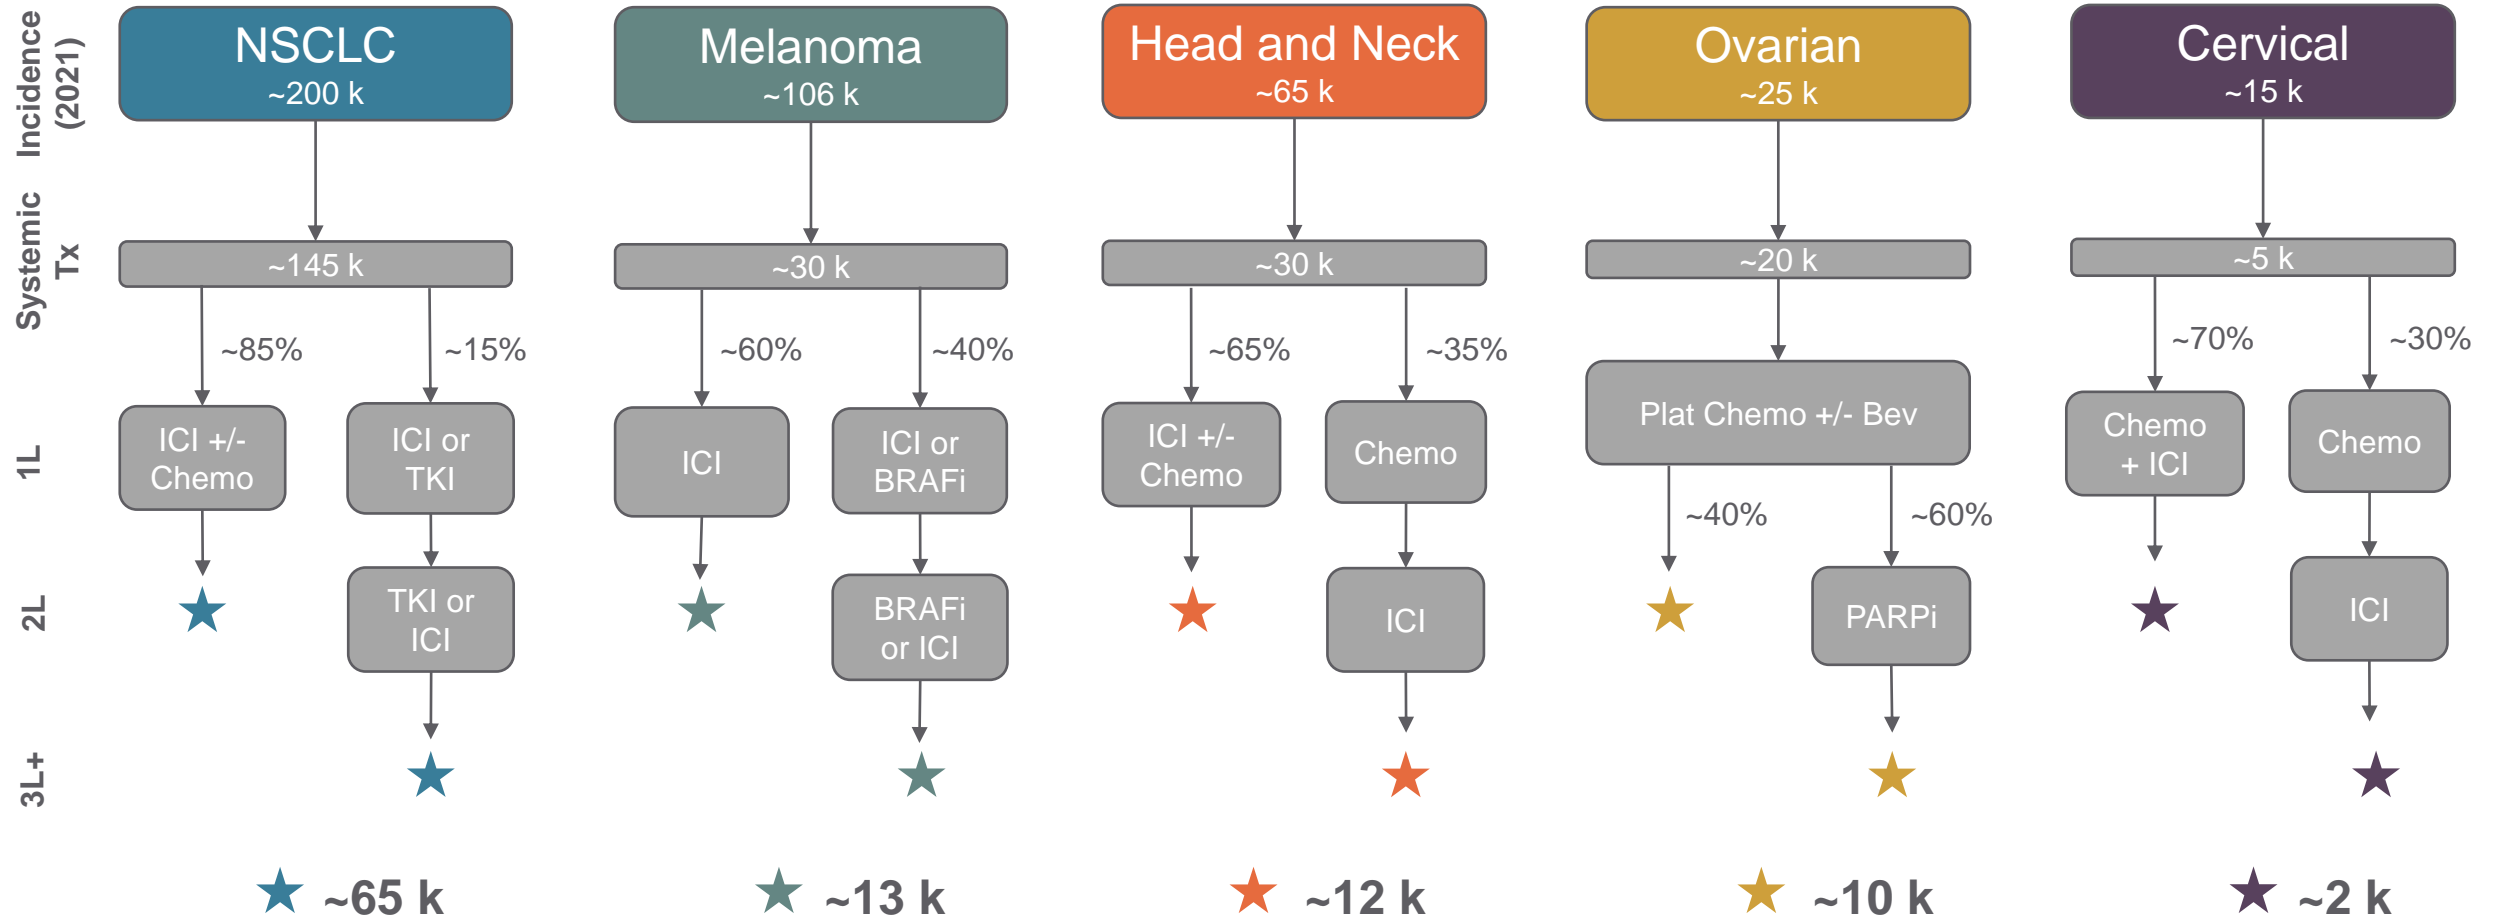 Incidence
(2021)
NSCLC
~200 k
Melanoma
~106 k
Head and Neck
~65 k
Ovarian
~25 k
Cervical
~15 k
Systemic
Tx
~145 k
~30 k
~30 k
~20 k
~5 k
~85%
~15%
~60%
~40%
~65%
~35%
~70%
~30%
1L
ICI +/-
Chemo
ICI or
TKI
ICI
ICI or
BRAFi
ICI +/-
Chemo
Chemo
Plat Chemo +/- Bev
Chemo
+ ICI
Chemo
~40%
~60%
2L
TKI or
ICI
BRAFi
or ICI
ICI
PARPi
ICI
3L+
~65 k
~13 k
~12 k
~10 k
~2 k